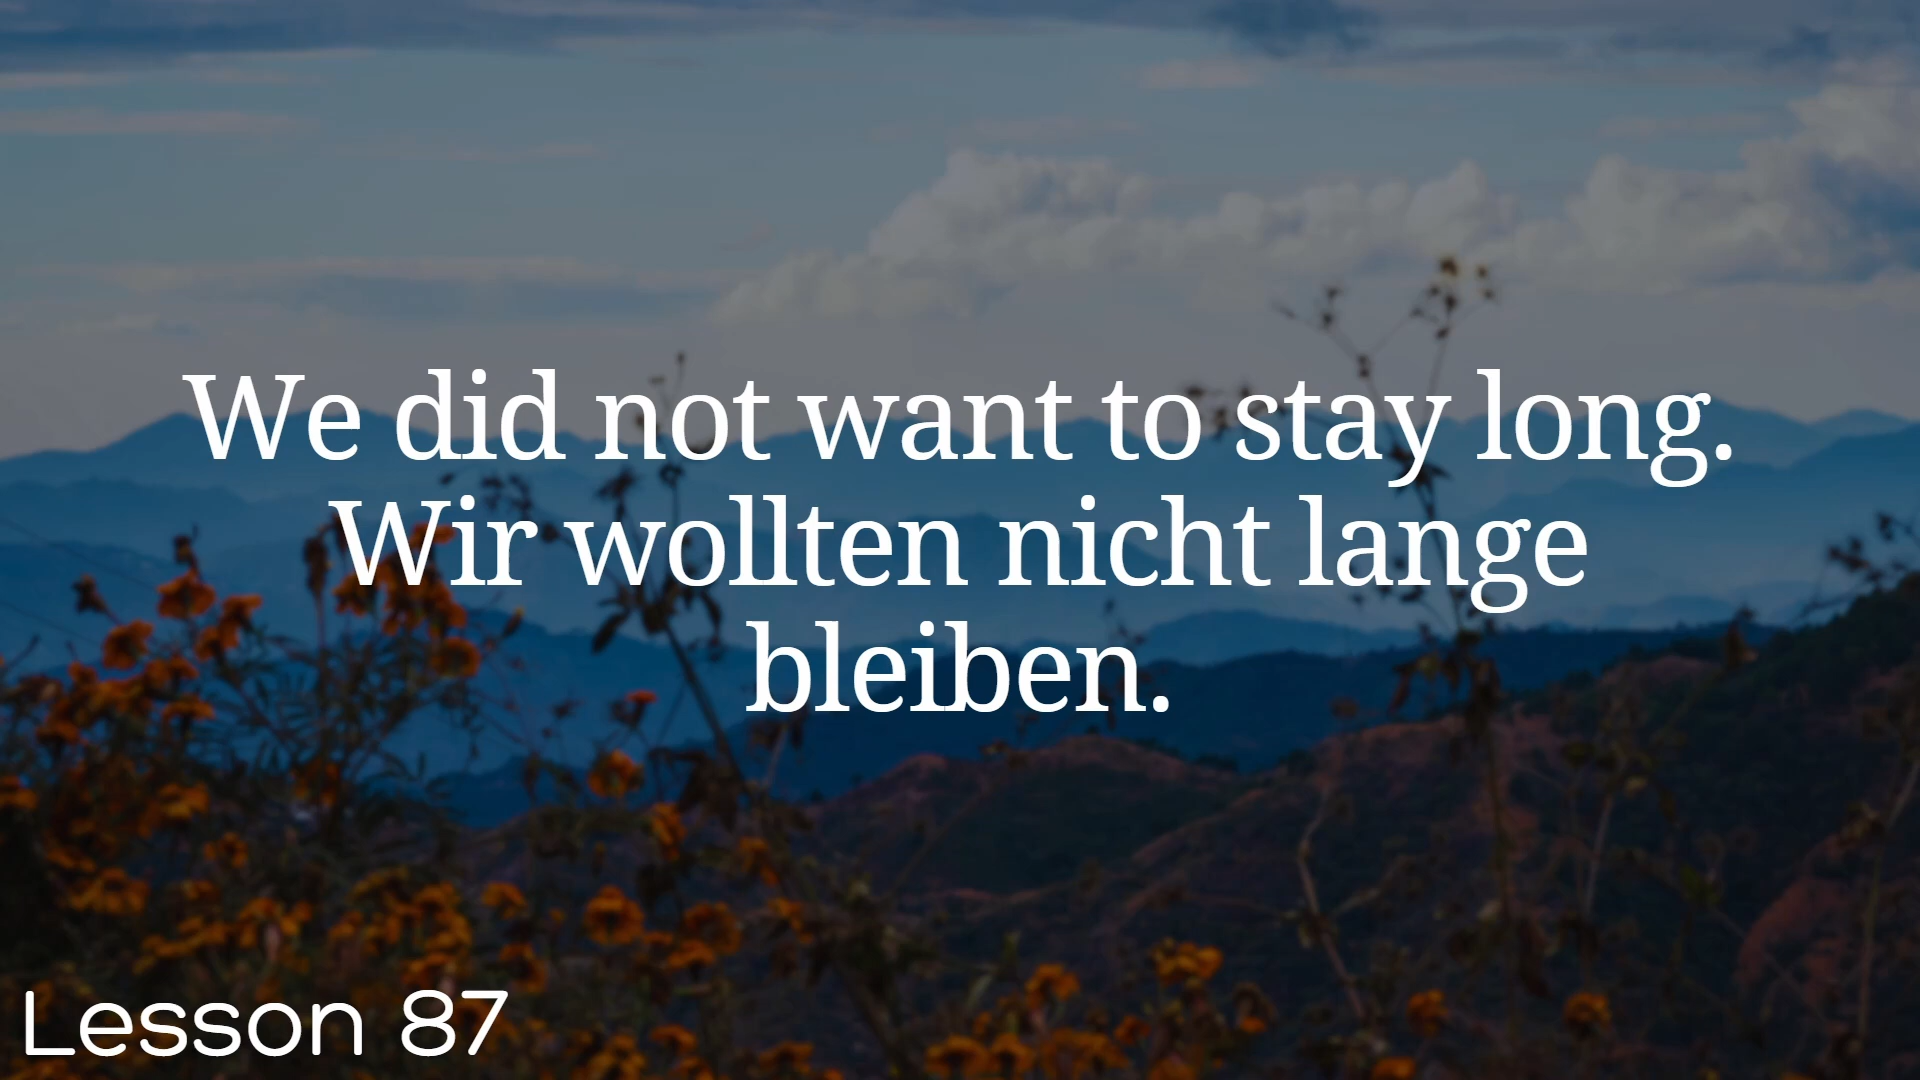 We did not want to stay long.
Wir wollten nicht lange
bleiben.
Lesson 87